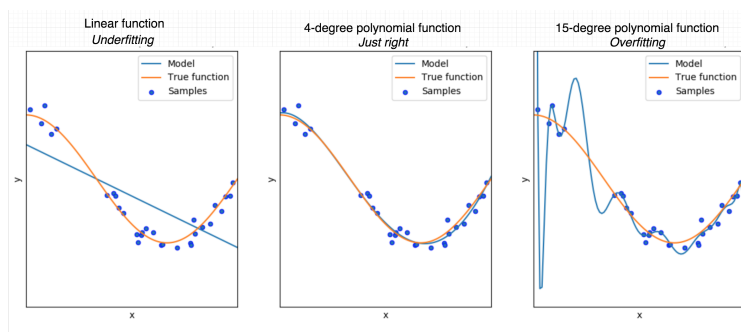 Linear function
Underfitting
Model
True function
Samples
y
x
4-degree polynomial function
Just right
Model
True function
Samples
y
x
15-degree polynomial function
Overfitting
Model
True function
Samples
y
x